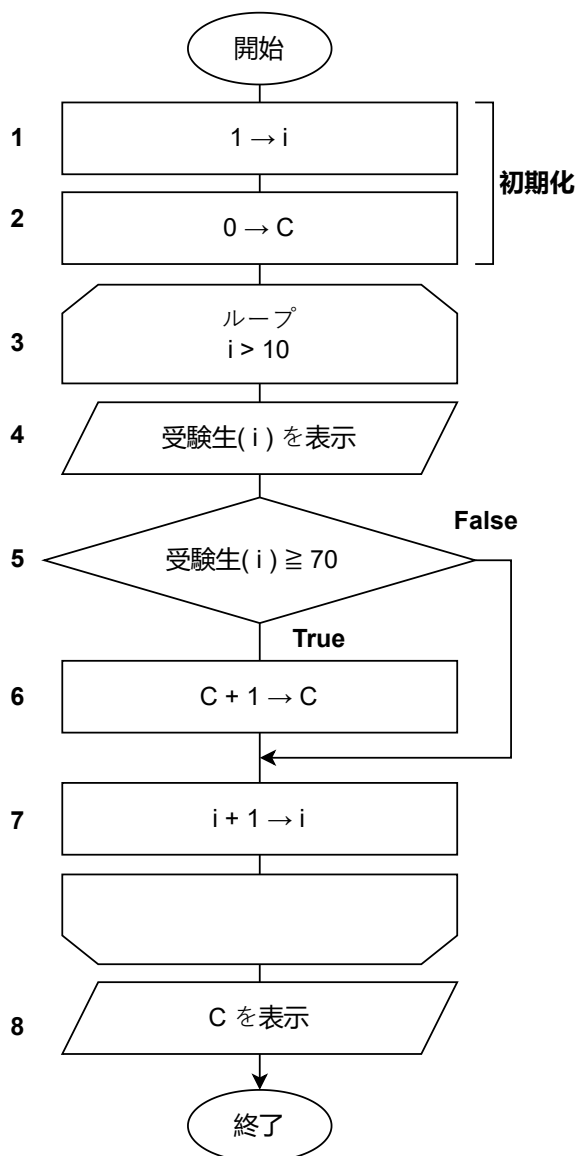 開始
1
1 → i
初期化
2
0 → C
3
ループ
i > 10
4
受験生( i ) を表示
False
5
受験生( i ) ≧ 70
True
6
C + 1 → C
7
i + 1 → i
8
C を表示
終了